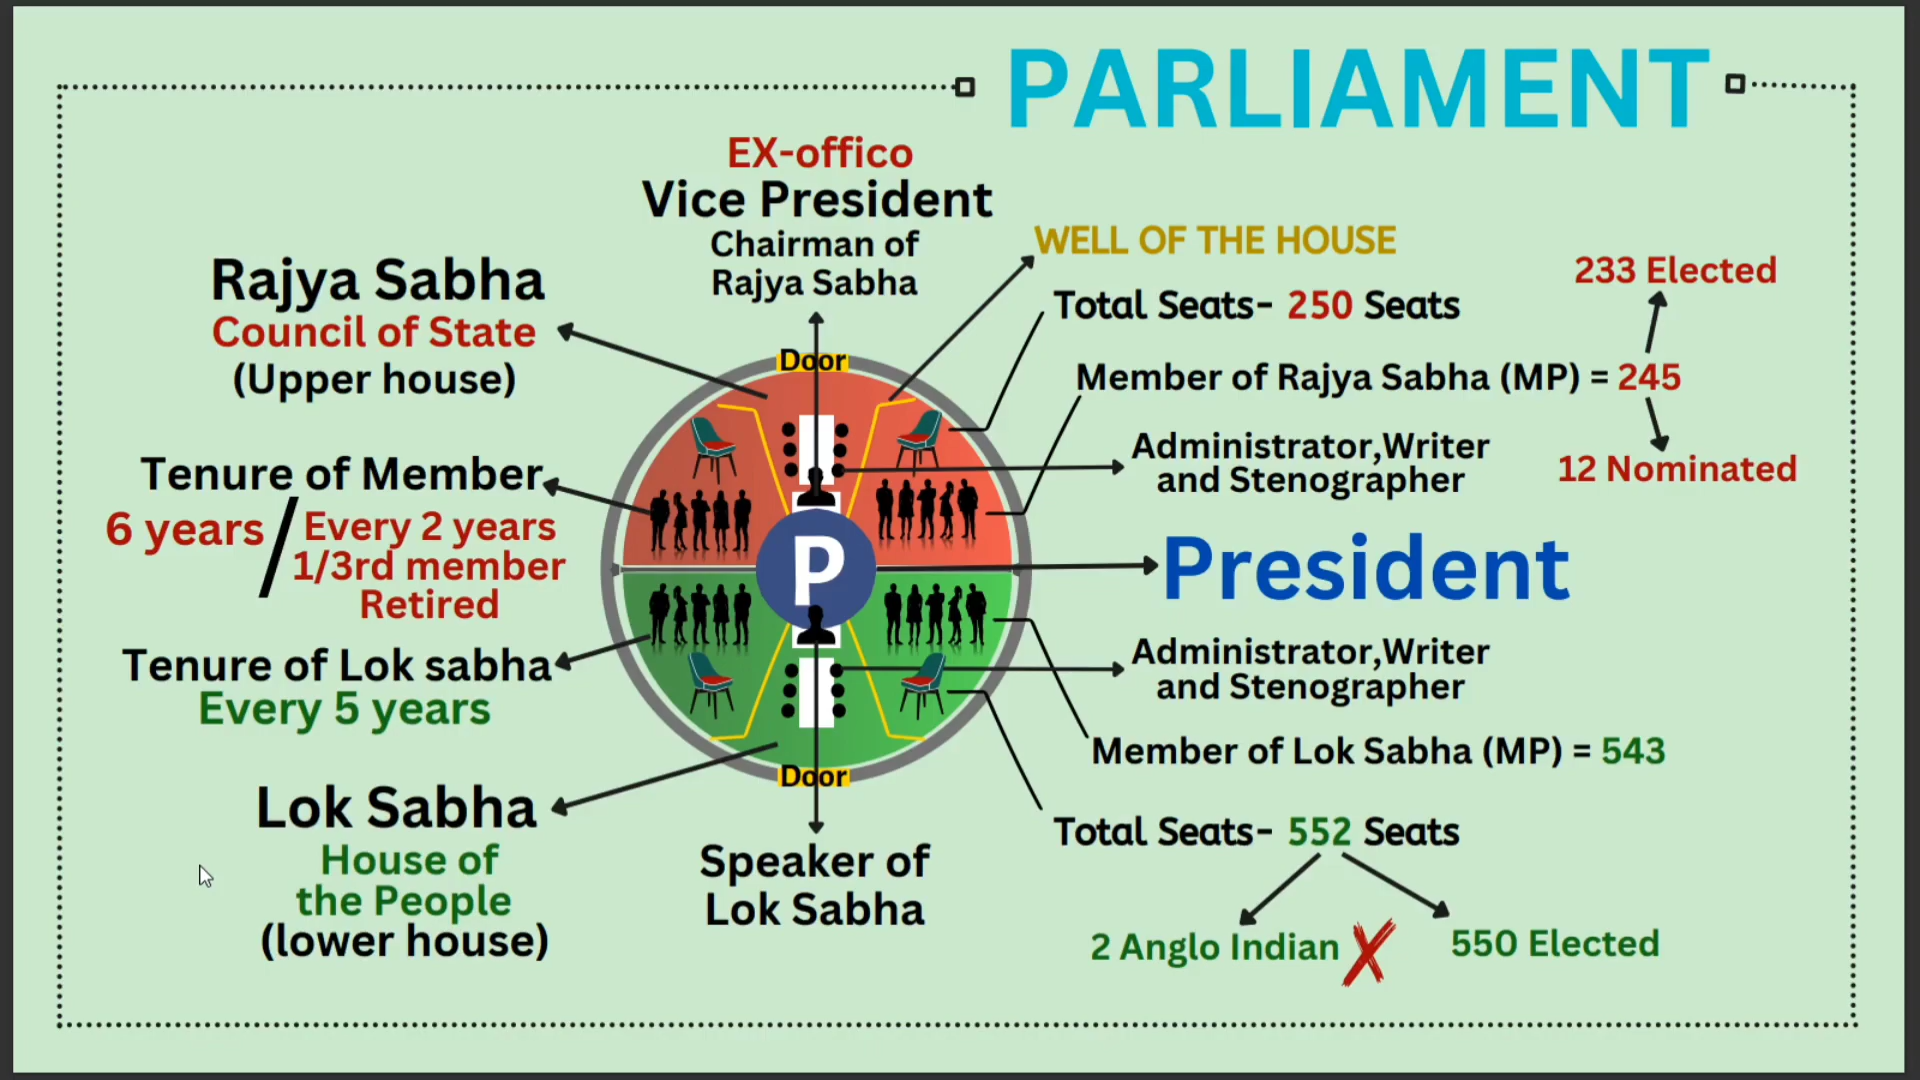 PARLIAMENT
EX-offico
Vice President
Chairman of
Rajya Sabha
Rajya Sabha
Council of State
(Upper house)
Tenure of Member
6 years
Every 2 years
1/3rd member
Retired
Tenure of Lok sabha
Every 5 years
Lok Sabha
House of
the People
(lower house)
Door
P
Door
Speaker of
Lok Sabha
WELL OF THE HOUSE
Total Seats- 250 Seats
233 Elected
Member of Rajya Sabha (MP) = 245
12 Nominated
Administrator,Writer
and Stenographer
President
Administrator,Writer
and Stenographer
Member of Lok Sabha (MP) = 543
Total Seats- 552 Seats
2 Anglo Indian
550 Elected